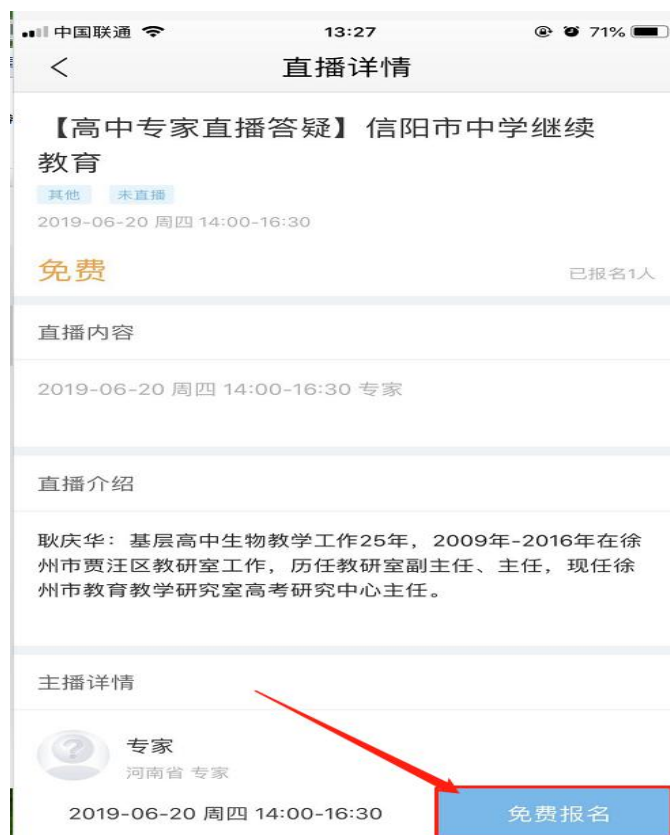 中国联通 13:27 71%
直播详情
【高中专家直播答疑】信阳市中学继续
教育
其他 未直播
2019-06-20 周四 14:00-16:30
免费 已报名1人
直播内容
2019-06-20 周四 14:00-16:30 专家
直播介绍
耿庆华：基层高中生物教学工作25年，2009年-2016年在徐
州市贾汪区教研室工作，历任教研室副主任、主任，现任徐
州市教育教学研究室高考研究中心主任。
主播详情
专家
河南省 专家
2019-06-20 周四 14:00-16:30 免费报名